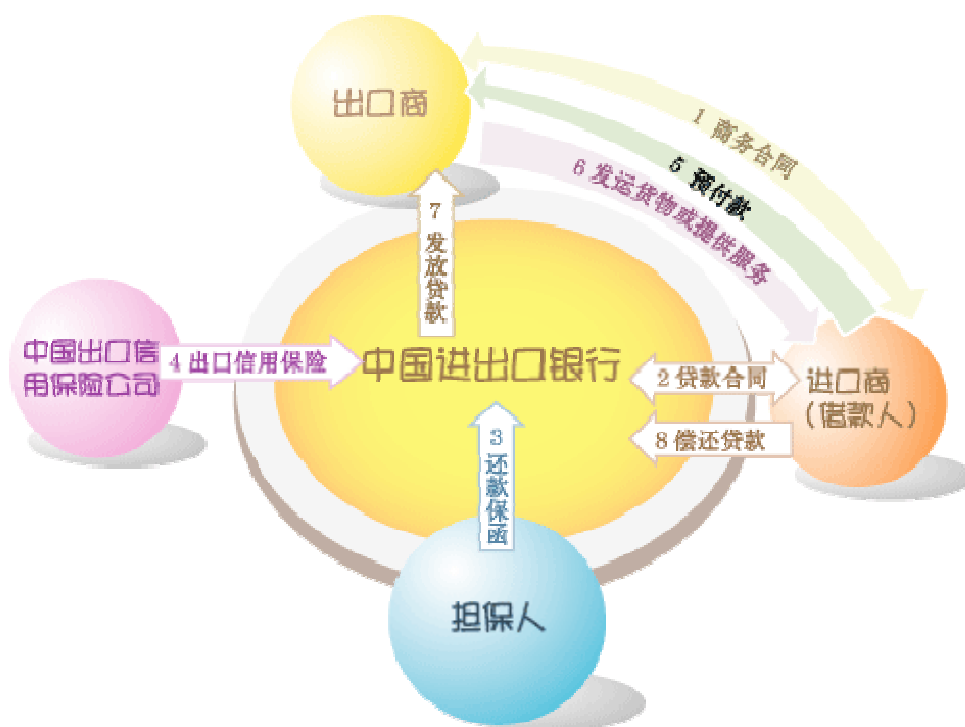 出口商
1 商务合同
5 预付款
6 发运货物或提供服务
7 发放贷款
中国出口信
用保险公司
4 出口信用保险
中国进出口银行
2 贷款合同
进口商
(借款人)
8 偿还贷款
3 还款保函
担保人